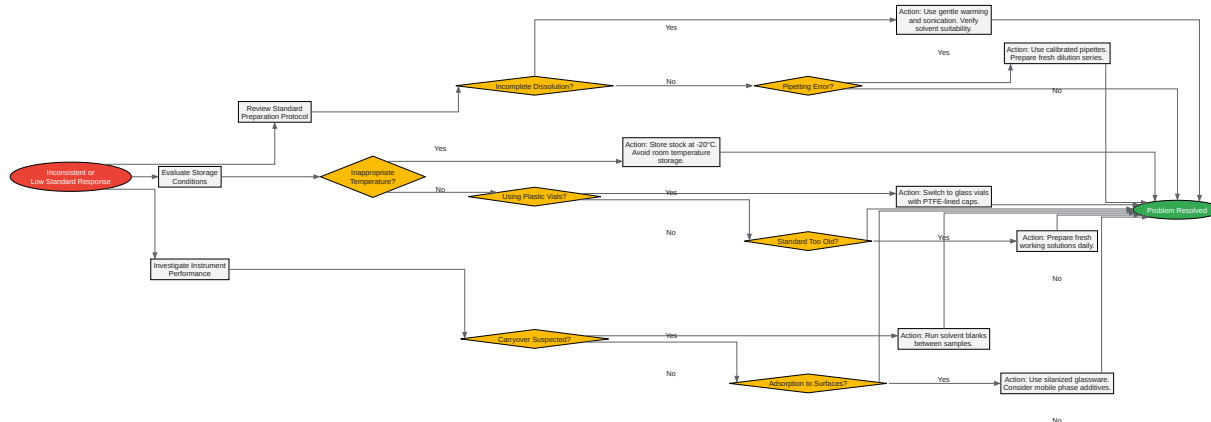 Action: Use gentle warming
and sonication. Verify
solvent suitability.
Yes
Action: Use calibrated pipettes.
Prepare fresh dilution series.
Yes
Incomplete Dissolution?
No
Pipetting Error?
No
Review Standard
Preparation Protocol
Action: Store stock at -20°C.
Avoid room temperature
storage.
Yes
Inconsistent or
Low Standard Response
Evaluate Storage
Conditions
Inappropriate
Temperature?
No
Using Plastic Vials?
Yes
Action: Switch to glass vials
with PTFE-lined caps.
Problem Resolved
No
Standard Too Old?
Yes
Action: Prepare fresh
working solutions daily.
No
Investigate Instrument
Performance
Carryover Suspected?
Yes
Action: Run solvent blanks
between samples.
No
Adsorption to Surfaces?
Yes
Action: Use silanized glassware.
Consider mobile phase additives.
No